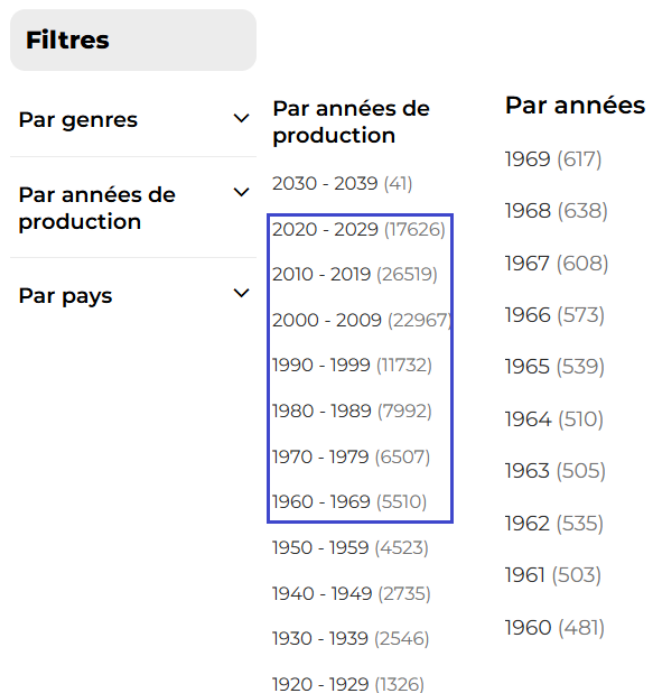 Filtres
Par genres
Par années de
production
Par pays
Par années de
production
2030 - 2039 (41)
2020 - 2029 (17626)
2010 - 2019 (26519)
2000 - 2009 (22967)
1990 - 1999 (11732)
1980 - 1989 (7992)
1970 - 1979 (6507)
1960 - 1969 (5510)
1950 - 1959 (4523)
1940 - 1949 (2735)
1930 - 1939 (2546)
1920 - 1929 (1326)
Par années
1969 (617)
1968 (638)
1967 (608)
1966 (573)
1965 (539)
1964 (510)
1963 (505)
1962 (535)
1961 (503)
1960 (481)